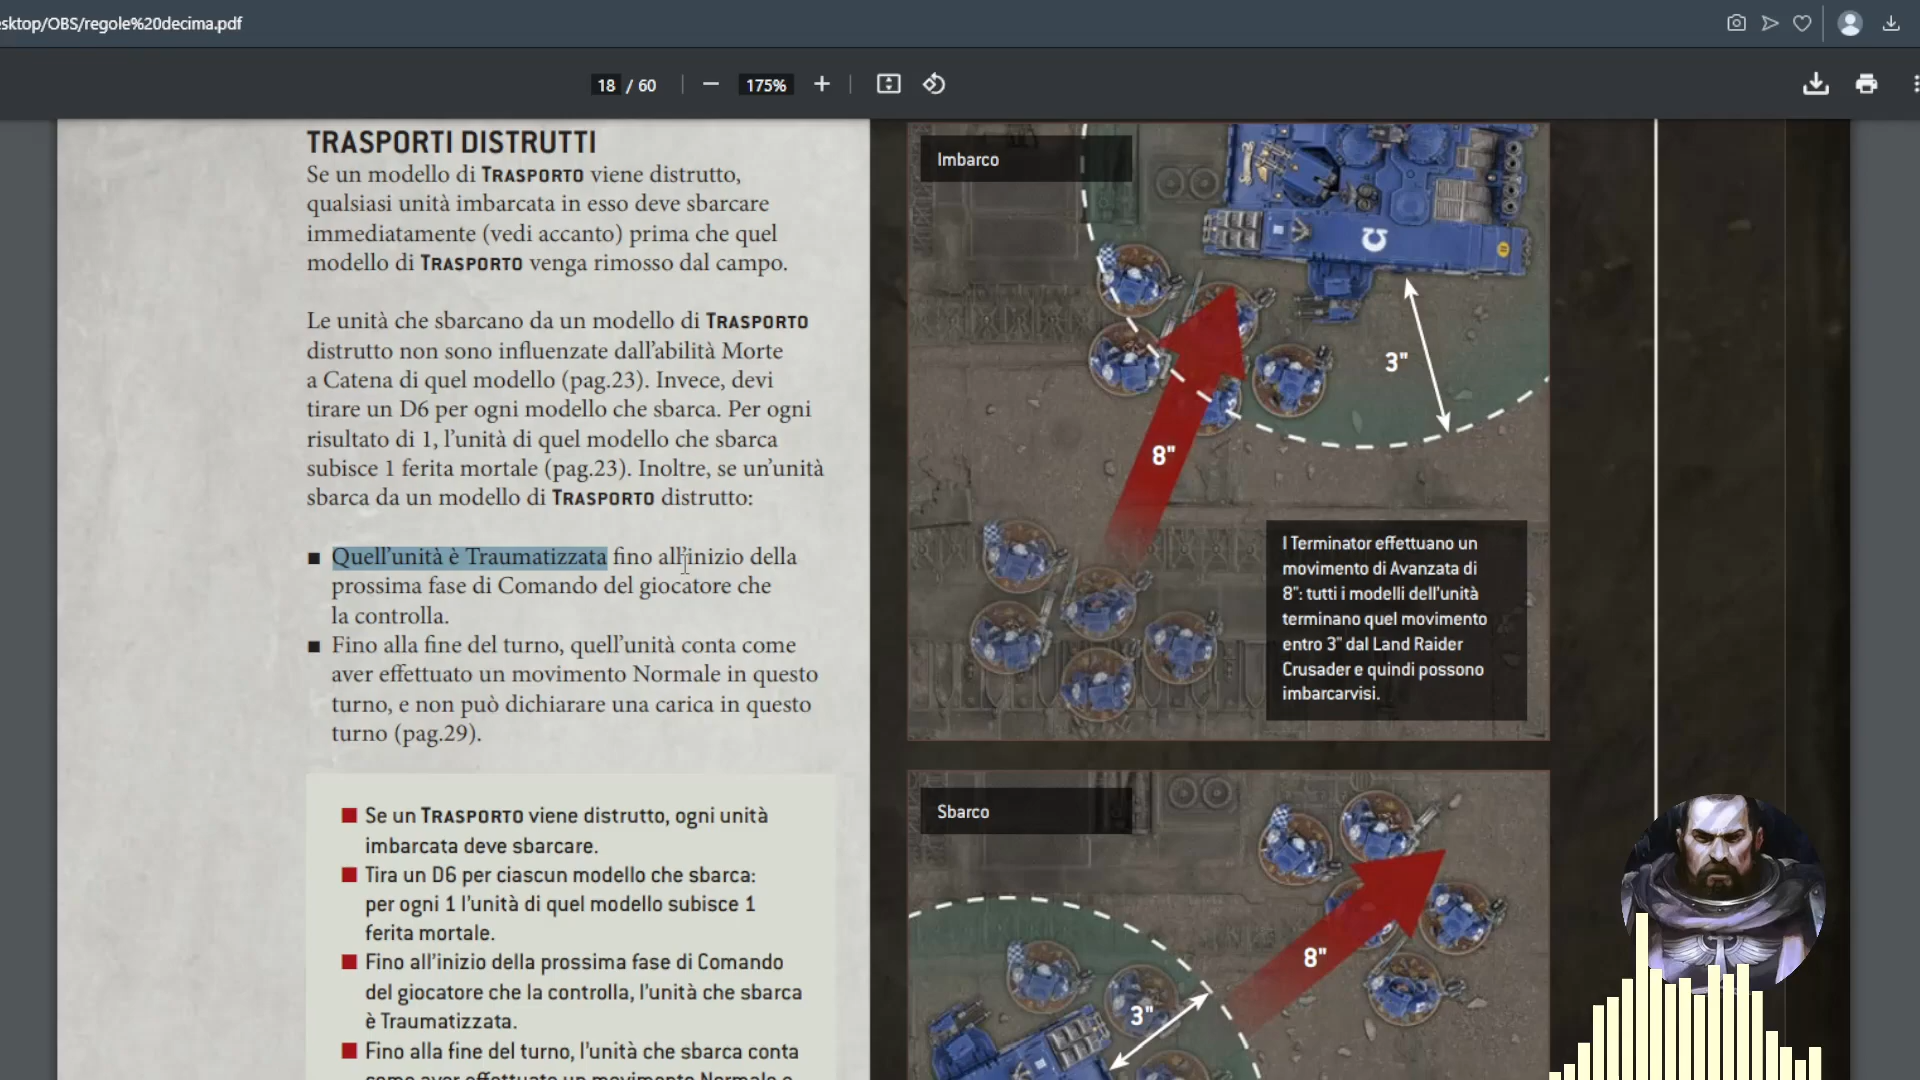 esktop/OBS/regole%20decima.pdf
18 / 60
175%
TRASPORTI DISTRUTTI
Se un modello di TRASPORTO viene distrutto,
qualsiasi unità imbarcata in esso deve sbarcare
immediatamente (vedi accanto) prima che quel
modello di TRASPORTO venga rimosso dal campo.
Le unità che sbarcano da un modello di TRASPORTO
distrutto non sono influenzate dall'abilità Morte
a Catena di quel modello (pag.23). Invece, devi
tirare un D6 per ogni modello che sbarca. Per ogni
risultato di 1, l'unità di quel modello che sbarca
subisce 1 ferita mortale (pag.23). Inoltre, se un'unità
sbarca da un modello di TRASPORTO distrutto:
■ Quell'unità è Traumatizzata fino all'inizio della
prossima fase di Comando del giocatore che
la controlla.
■ Fino alla fine del turno, quell'unità conta come
aver effettuato un movimento Normale in questo
turno, e non può dichiarare una carica in questo
turno (pag.29).
■ Se un TRASPORTO viene distrutto, ogni unità
imbarcata deve sbarcare.
■ Tira un D6 per ciascun modello che sbarca:
per ogni 1 l'unità di quel modello subisce 1
ferita mortale.
■ Fino all'inizio della prossima fase di Comando
del giocatore che la controlla, l'unità che sbarca
è Traumatizzata.
■ Fino alla fine del turno, l'unità che sbarca conta
come aver effettuato un movimento Normale e
Imbarco
3"
8"
I Terminator effettuano un
movimento di Avanzata di
8": tutti i modelli dell'unità
terminano quel movimento
entro 3" dal Land Raider
Crusader e quindi possono
imbarcarvisi.
Sbarco
8"
3"